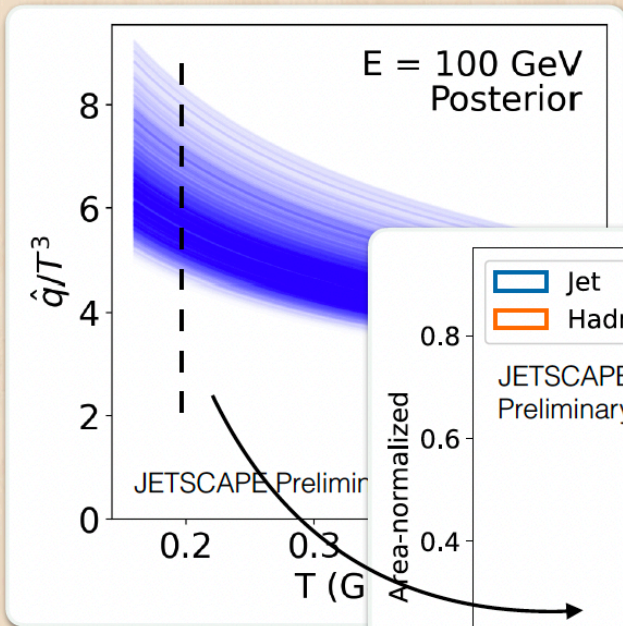 E = 100 GeV
Posterior
8
6
4
2
0
q̂/T³
0.2
0.3
T (G
JETSCAPE Prelimin
Jet
Hadr
JETSCAPE
Preliminary
0.8
0.6
0.4
Area-normalized